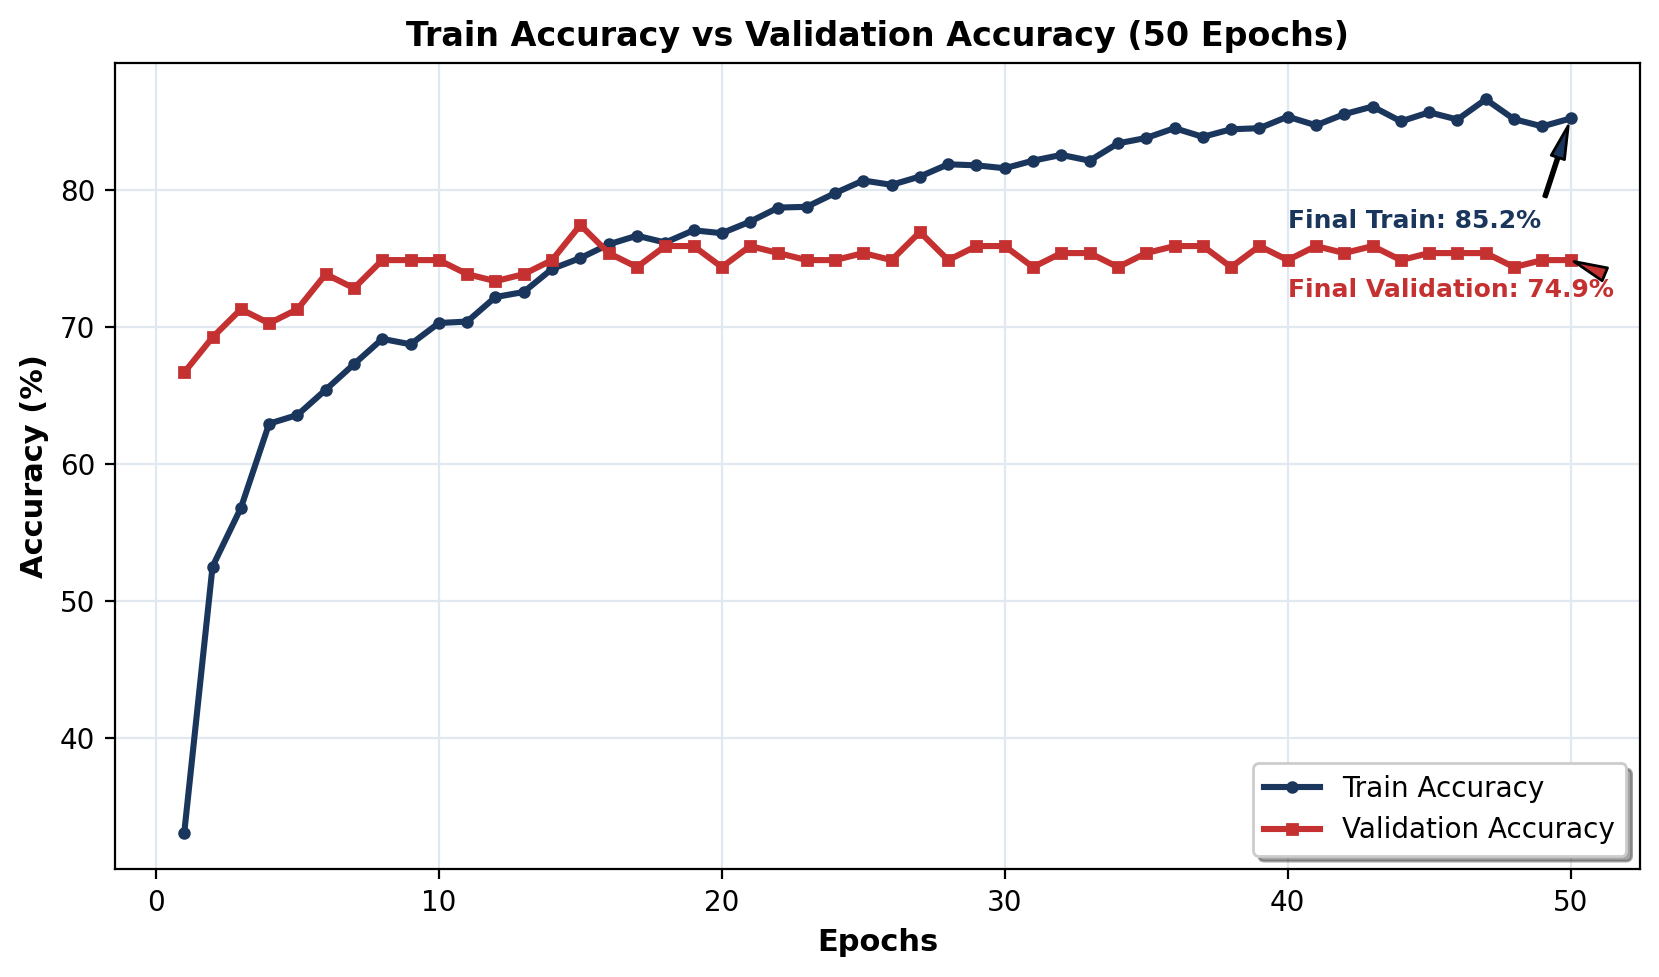 Train Accuracy vs Validation Accuracy (50 Epochs)
Accuracy (%)
80
70
60
50
40
Final Train: 85.2%
Final Validation: 74.9%
Train Accuracy
Validation Accuracy
0 10 20 30 40 50
Epochs